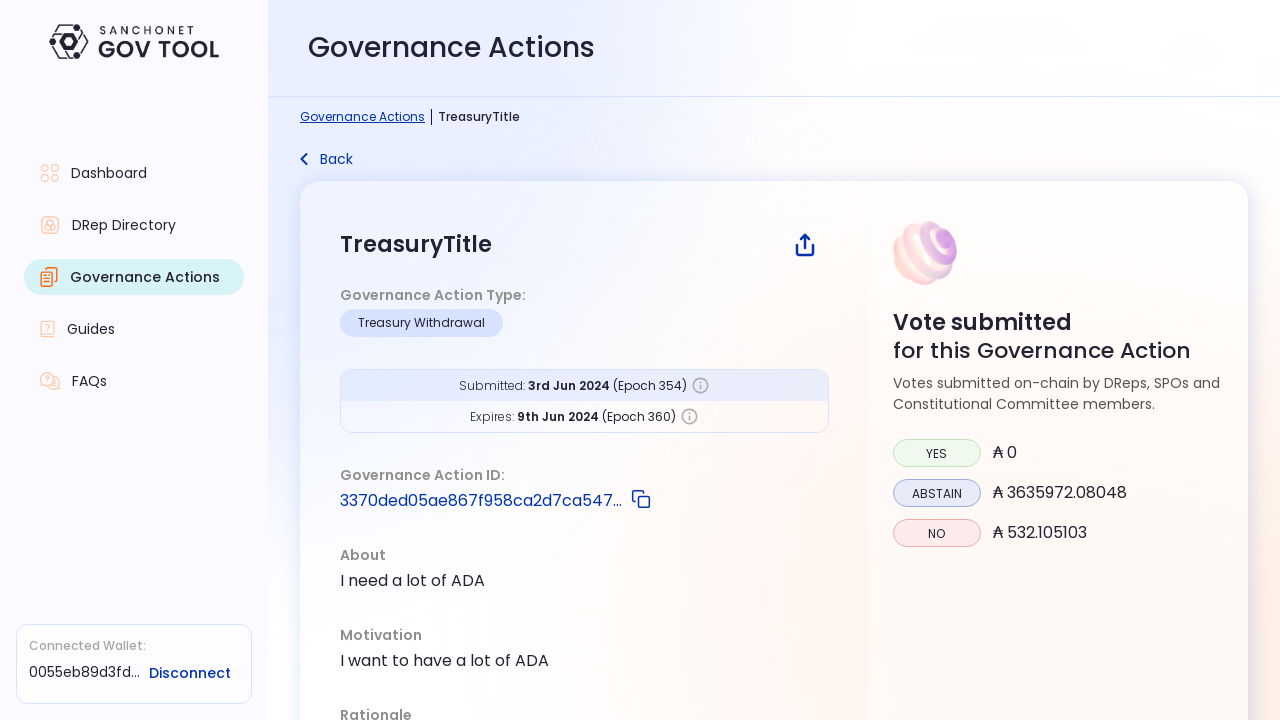 SANCHONET
GOV TOOL
Dashboard
DRep Directory
Governance Actions
Guides
FAQs
Connected Wallet:
0055eb89d3fd... Disconnect
Governance Actions
Governance Actions | TreasuryTitle
Back
TreasuryTitle
Governance Action Type:
Treasury Withdrawal
Submitted: 3rd Jun 2024 (Epoch 354)
Expires: 9th Jun 2024 (Epoch 360)
Governance Action ID:
3370ded05ae867f958ca2d7ca547...
About
I need a lot of ADA
Motivation
I want to have a lot of ADA
Rationale
Vote submitted
for this Governance Action
Votes submitted on-chain by DReps, SPOs and
Constitutional Committee members.
YES ₳ 0
ABSTAIN ₳ 3635972.08048
NO ₳ 532.105103